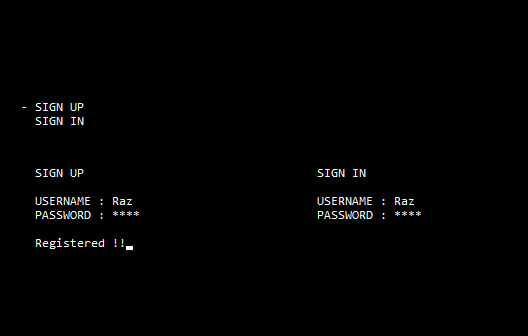 - SIGN UP
SIGN IN
SIGN UP
USERNAME : Raz
PASSWORD : ****
Registered !!
SIGN IN
USERNAME : Raz
PASSWORD : ****